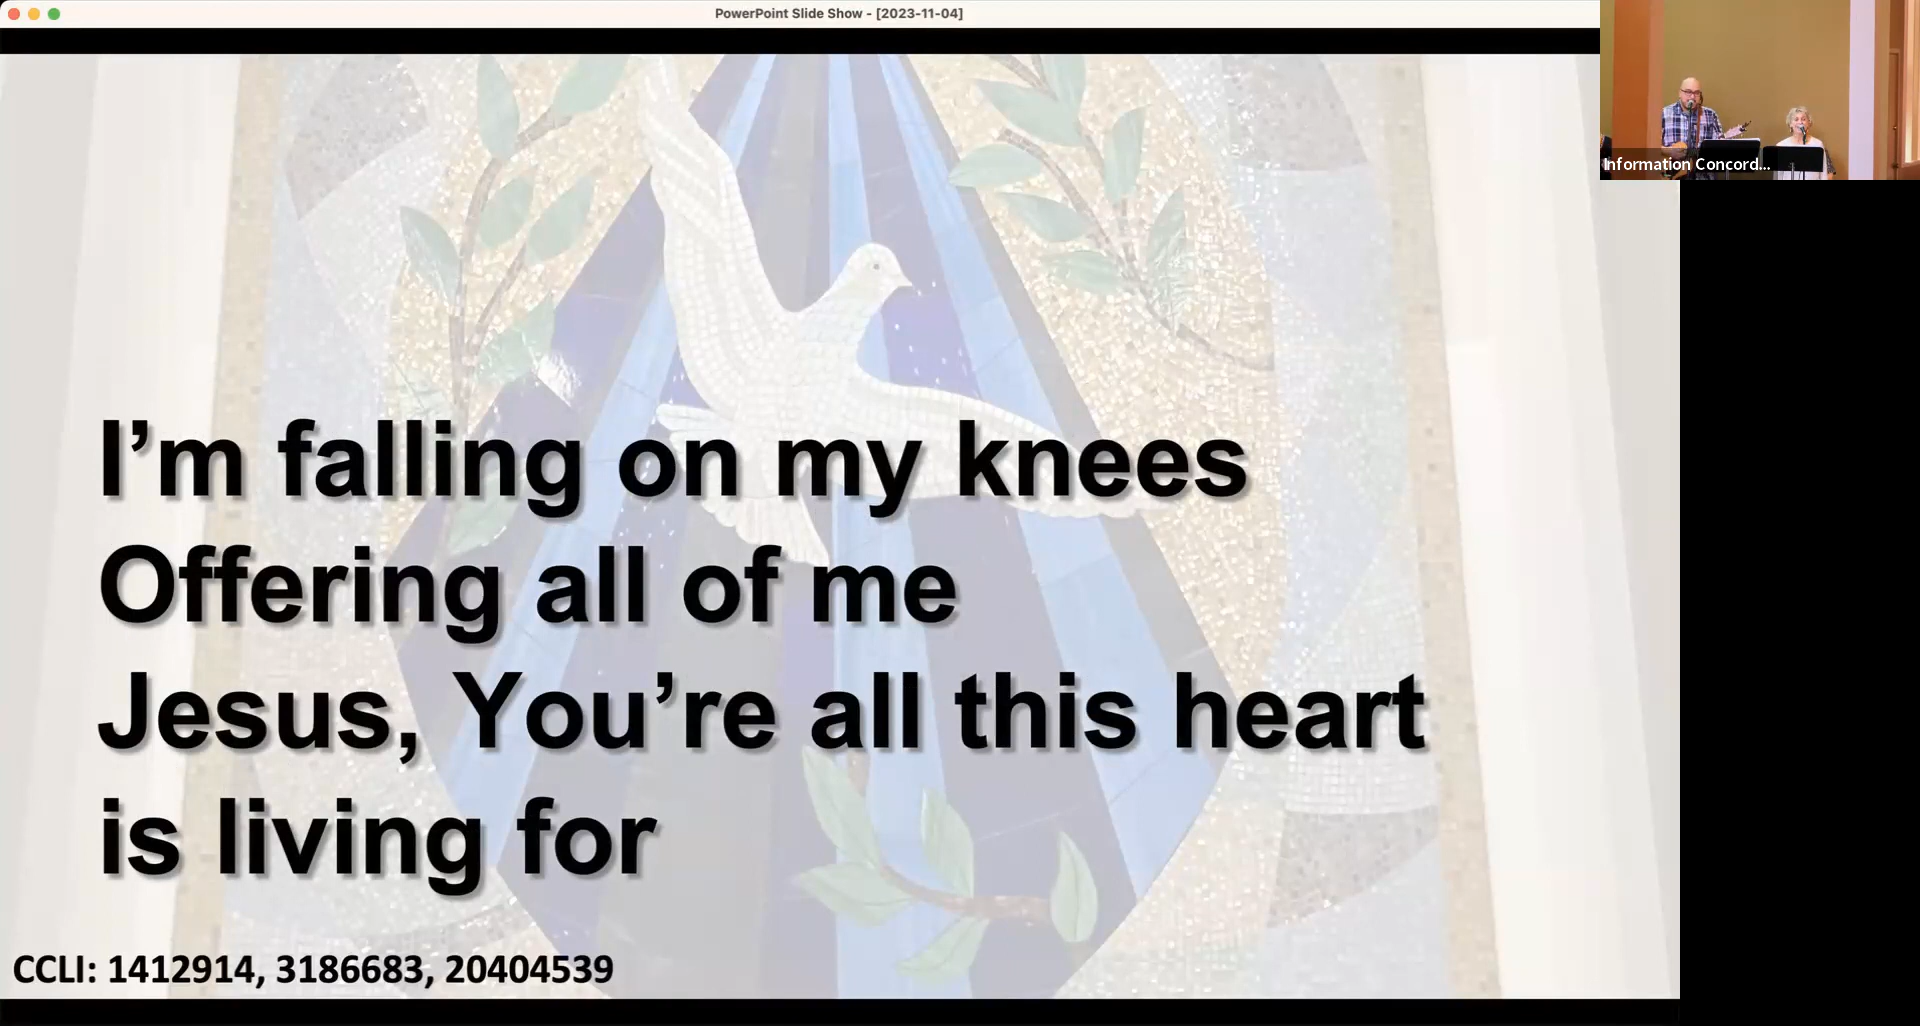 PowerPoint Slide Show - [2023-11-04]
Information Concord...
I’m falling on my knees
Offering all of me
Jesus, You’re all this heart
is living for
CCLI: 1412914, 3186683, 20404539